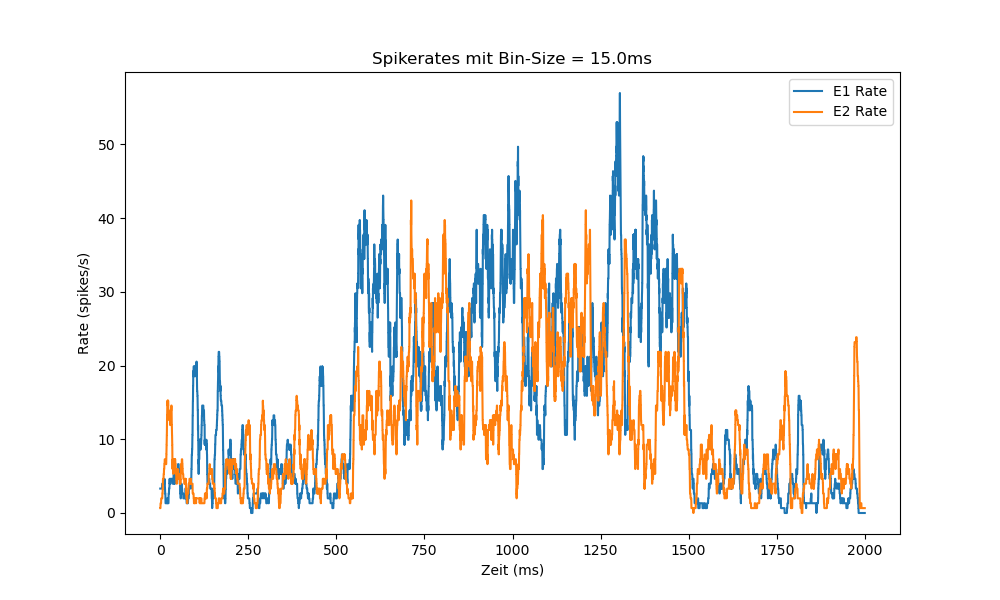 Spikerates mit Bin-Size = 15.0ms
E1 Rate
E2 Rate
50
40
30
20
10
0
Rate (spikes/s)
0 250 500 750 1000 1250 1500 1750 2000
Zeit (ms)